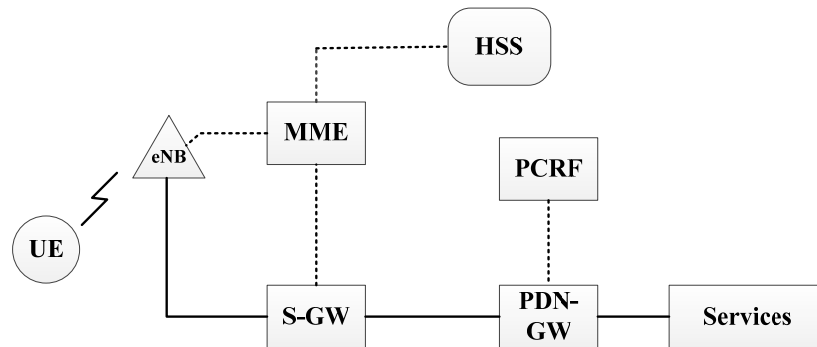 HSS
MME
eNB
PCRF
UE
S-GW
PDN-
GW
Services